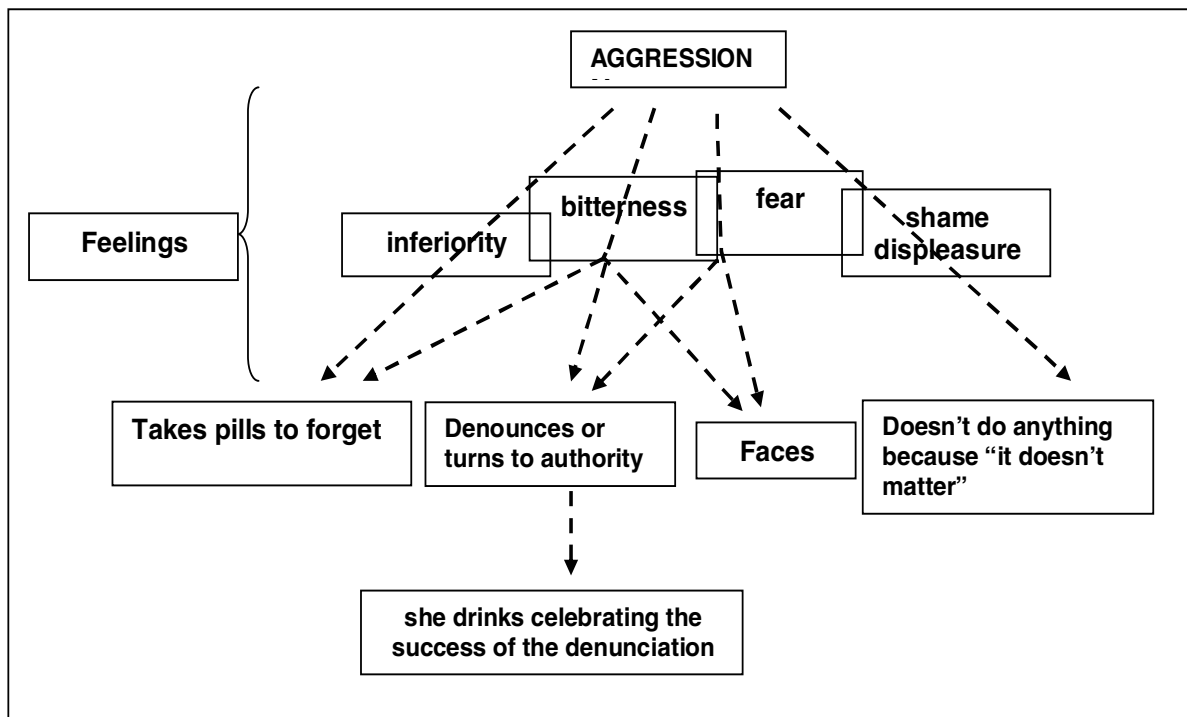 AGGRESSION
bitterness
fear
Feelings
inferiority
shame
displeasure
Takes pills to forget
Denounces or
turns to authority
Faces
Doesn’t do anything
because “it doesn’t
matter”
she drinks celebrating the
success of the denunciation